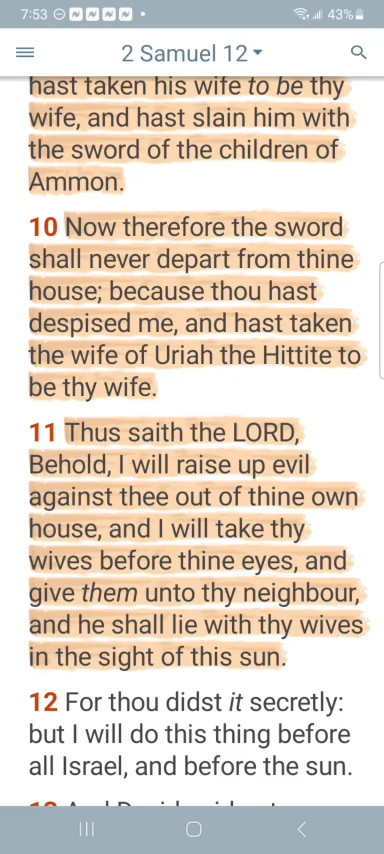 7:53
43%
2 Samuel 12
hast taken his wife to be thy
wife, and hast slain him with
the sword of the children of
Ammon.
10 Now therefore the sword
shall never depart from thine
house; because thou hast
despised me, and hast taken
the wife of Uriah the Hittite to
be thy wife.
11 Thus saith the LORD,
Behold, I will raise up evil
against thee out of thine own
house, and I will take thy
wives before thine eyes, and
give them unto thy neighbour,
and he shall lie with thy wives
in the sight of this sun.
12 For thou didst it secretly:
but I will do this thing before
all Israel, and before the sun.